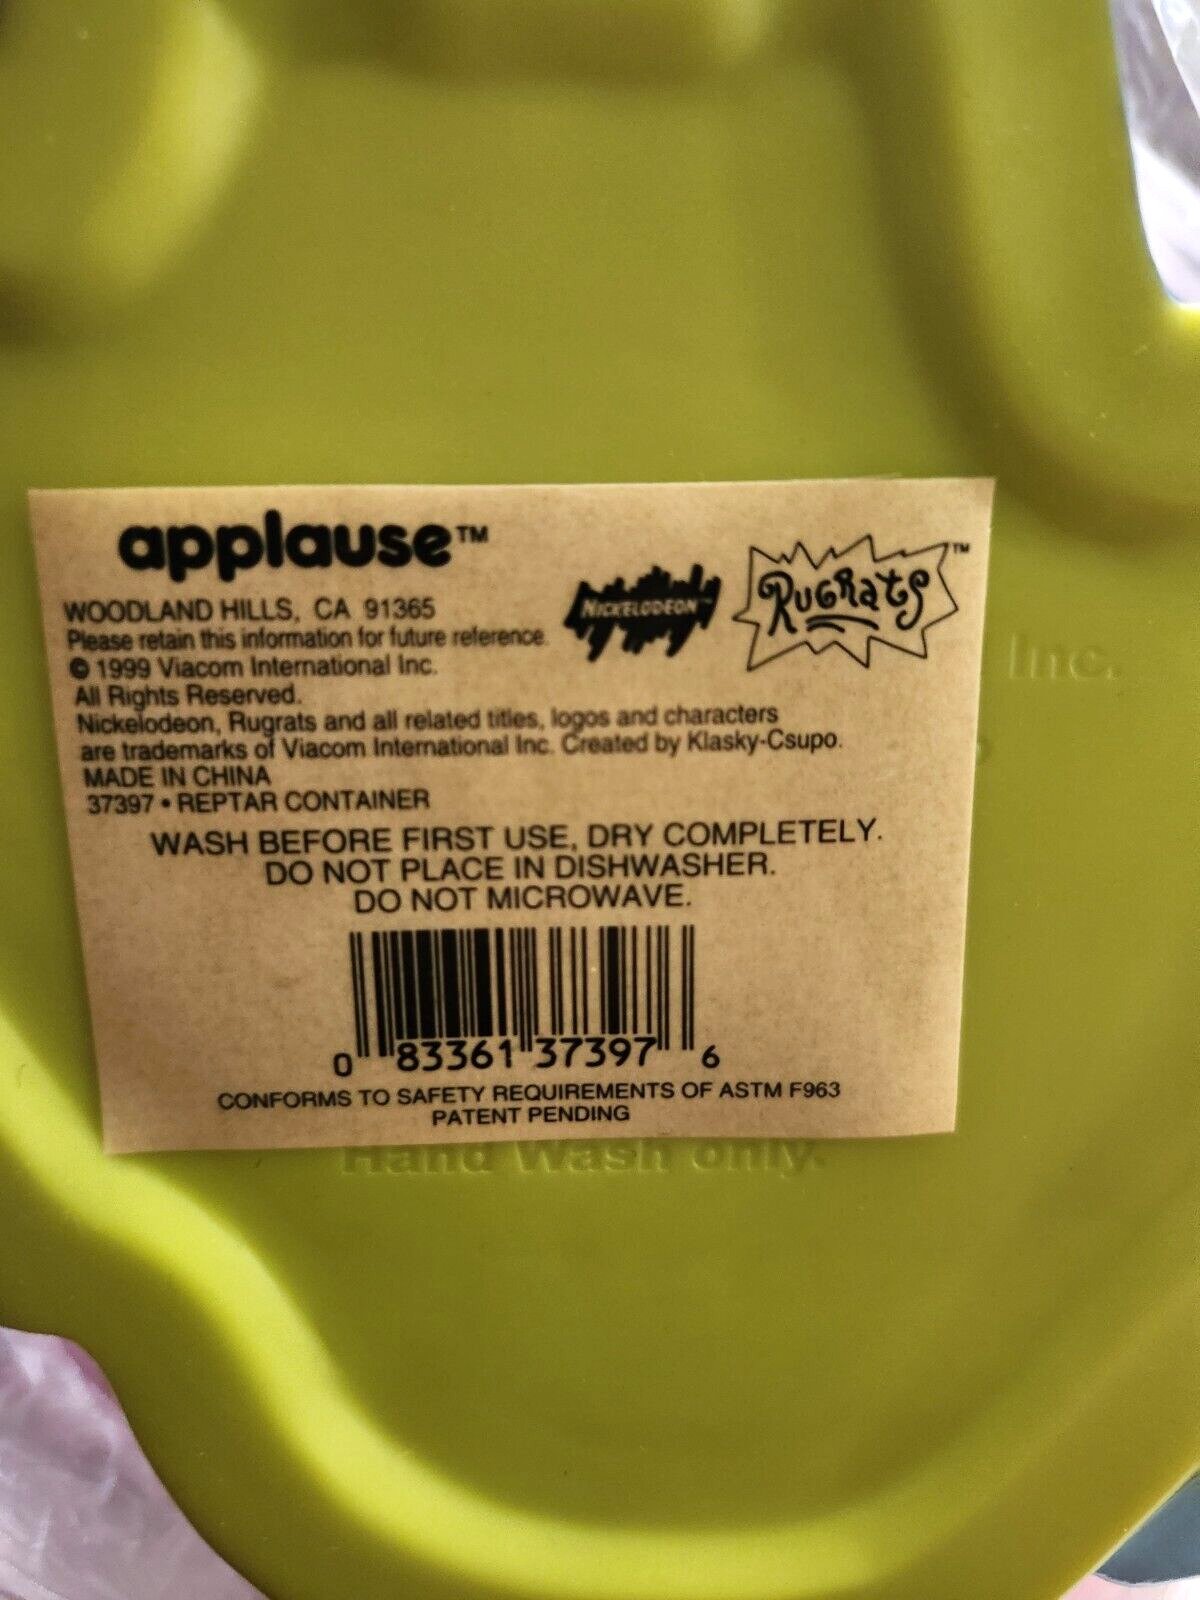 applause™
WOODLAND HILLS, CA 91365
Please retain this information for future reference.
© 1999 Viacom International Inc.
All Rights Reserved.
Nickelodeon, Rugrats and all related titles, logos and characters
are trademarks of Viacom International Inc. Created by Klasky-Csupo.
MADE IN CHINA
37397 • REPTAR CONTAINER
NICKELODEON™
RUGRATS™
Inc.
WASH BEFORE FIRST USE, DRY COMPLETELY.
DO NOT PLACE IN DISHWASHER.
DO NOT MICROWAVE.
0 83361 37397 6
CONFORMS TO SAFETY REQUIREMENTS OF ASTM F963
PATENT PENDING
Hand Wash only.